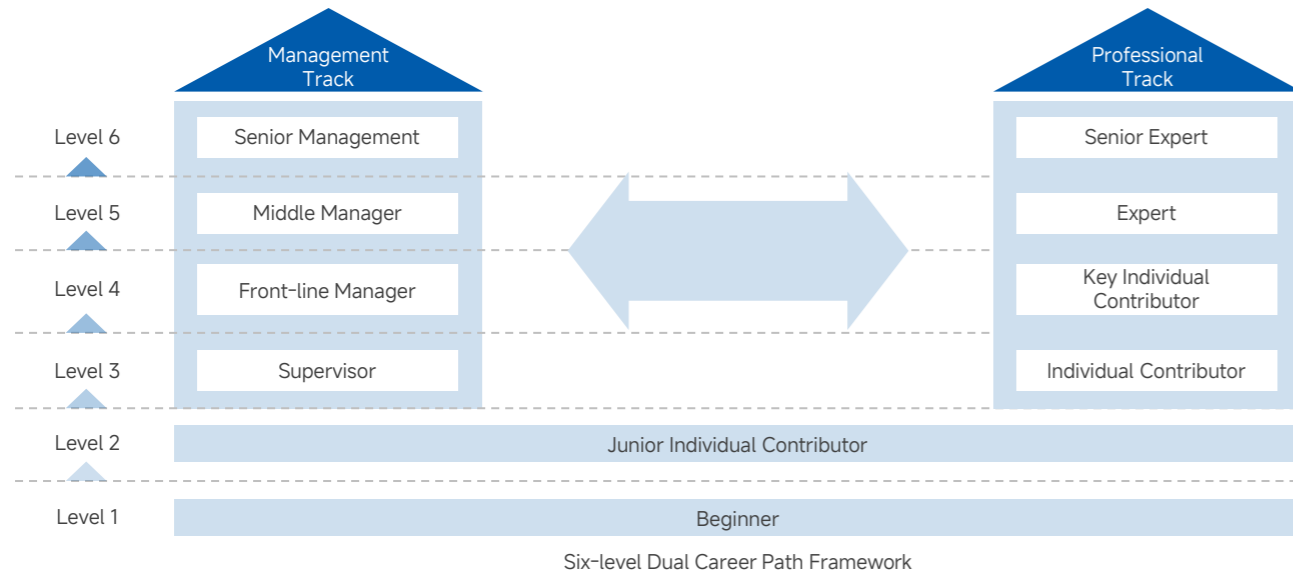 Management
Track
Professional
Track
Level 6
Senior Management
Senior Expert
Level 5
Middle Manager
Expert
Level 4
Front-line Manager
Key Individual
Contributor
Level 3
Supervisor
Individual Contributor
Level 2
Junior Individual Contributor
Level 1
Beginner
Six-level Dual Career Path Framework